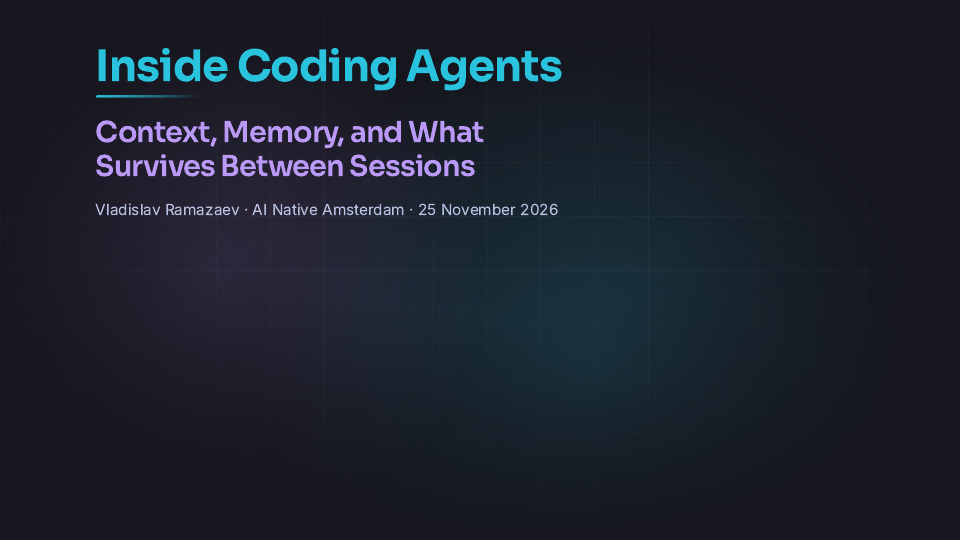 Inside Coding Agents
Context, Memory, and What
Survives Between Sessions
Vladislav Ramazaev · AI Native Amsterdam · 25 November 2026